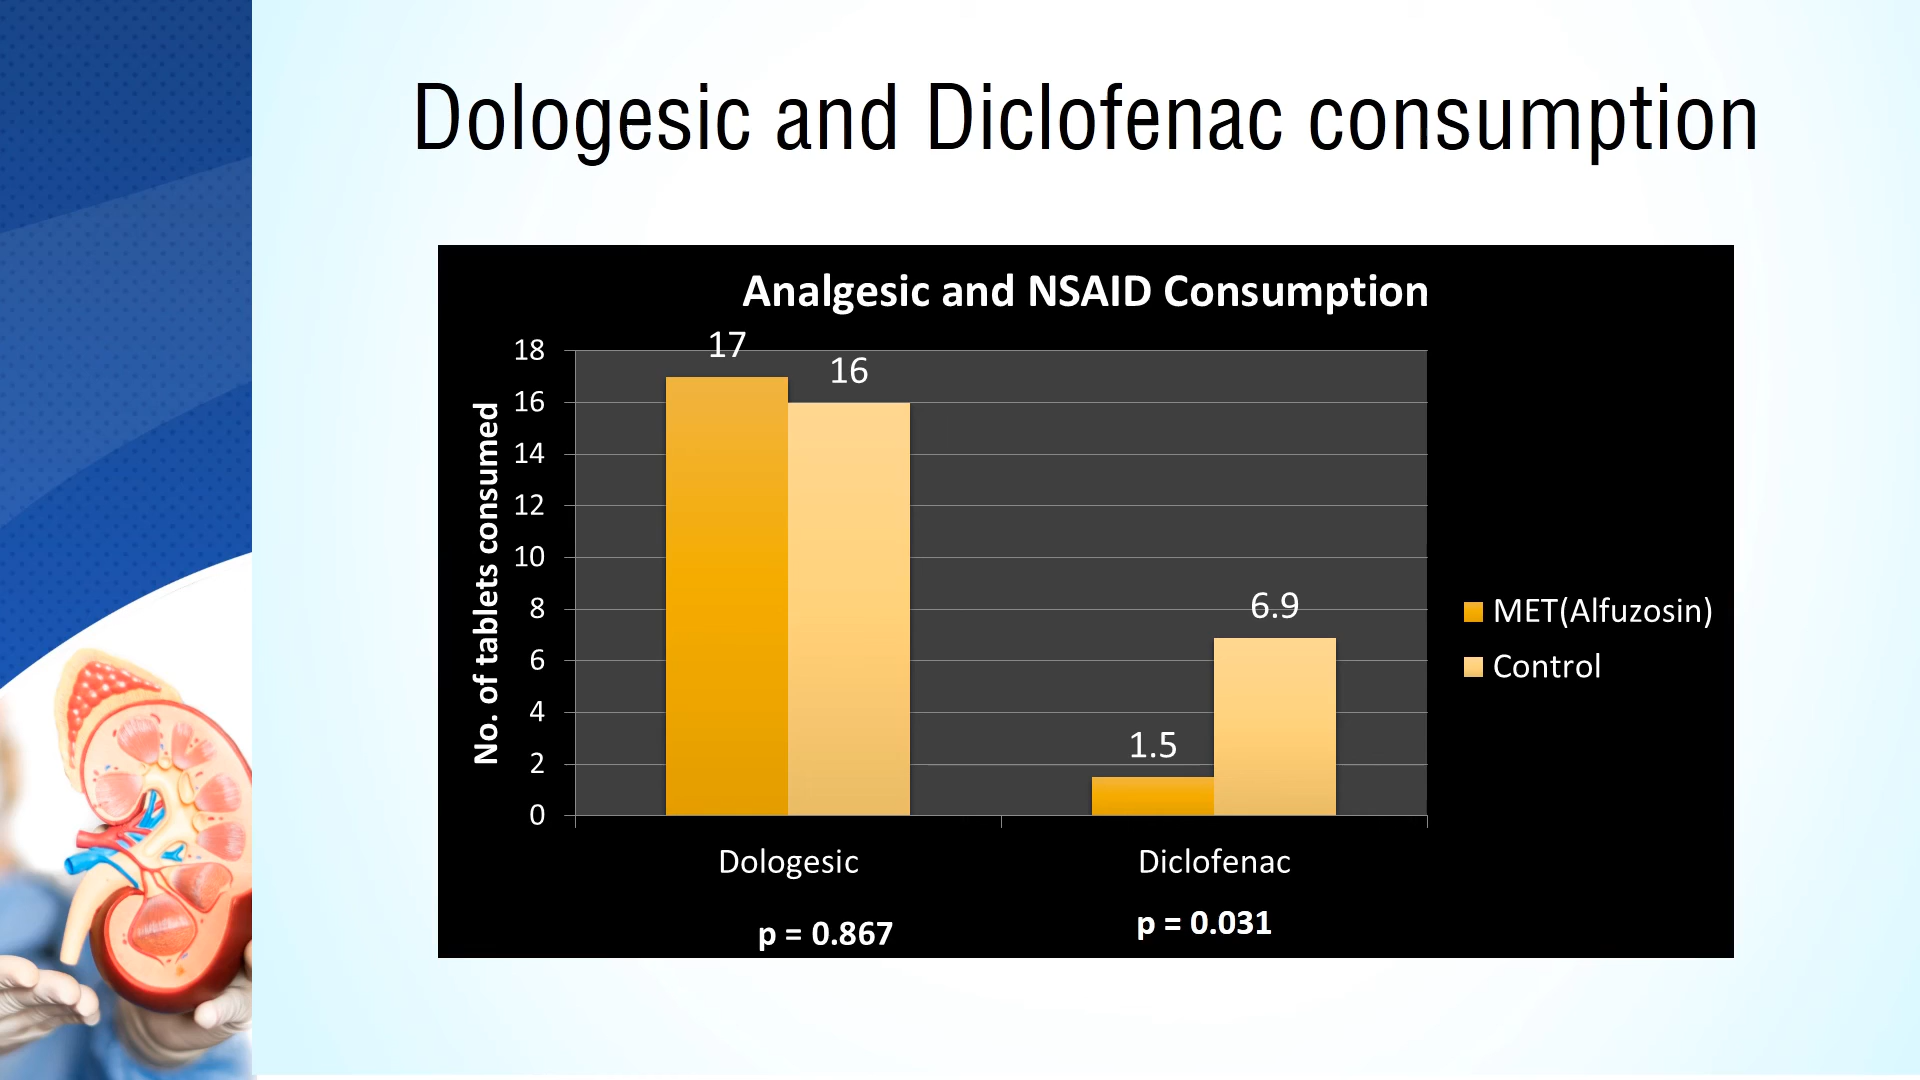 Dologesic and Diclofenac consumption
Analgesic and NSAID Consumption
No. of tablets consumed
18
16
14
12
10
8
6
4
2
0
17
16
1.5
6.9
Dologesic
Diclofenac
p = 0.867
p = 0.031
MET(Alfuzosin)
Control